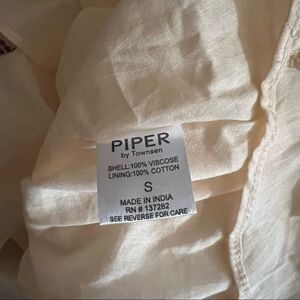 PIPER
by Townsen
SHELL:100% VISCOSE
LINING:100% COTTON
S
MADE IN INDIA
RN # 137282
SEE REVERSE FOR CARE